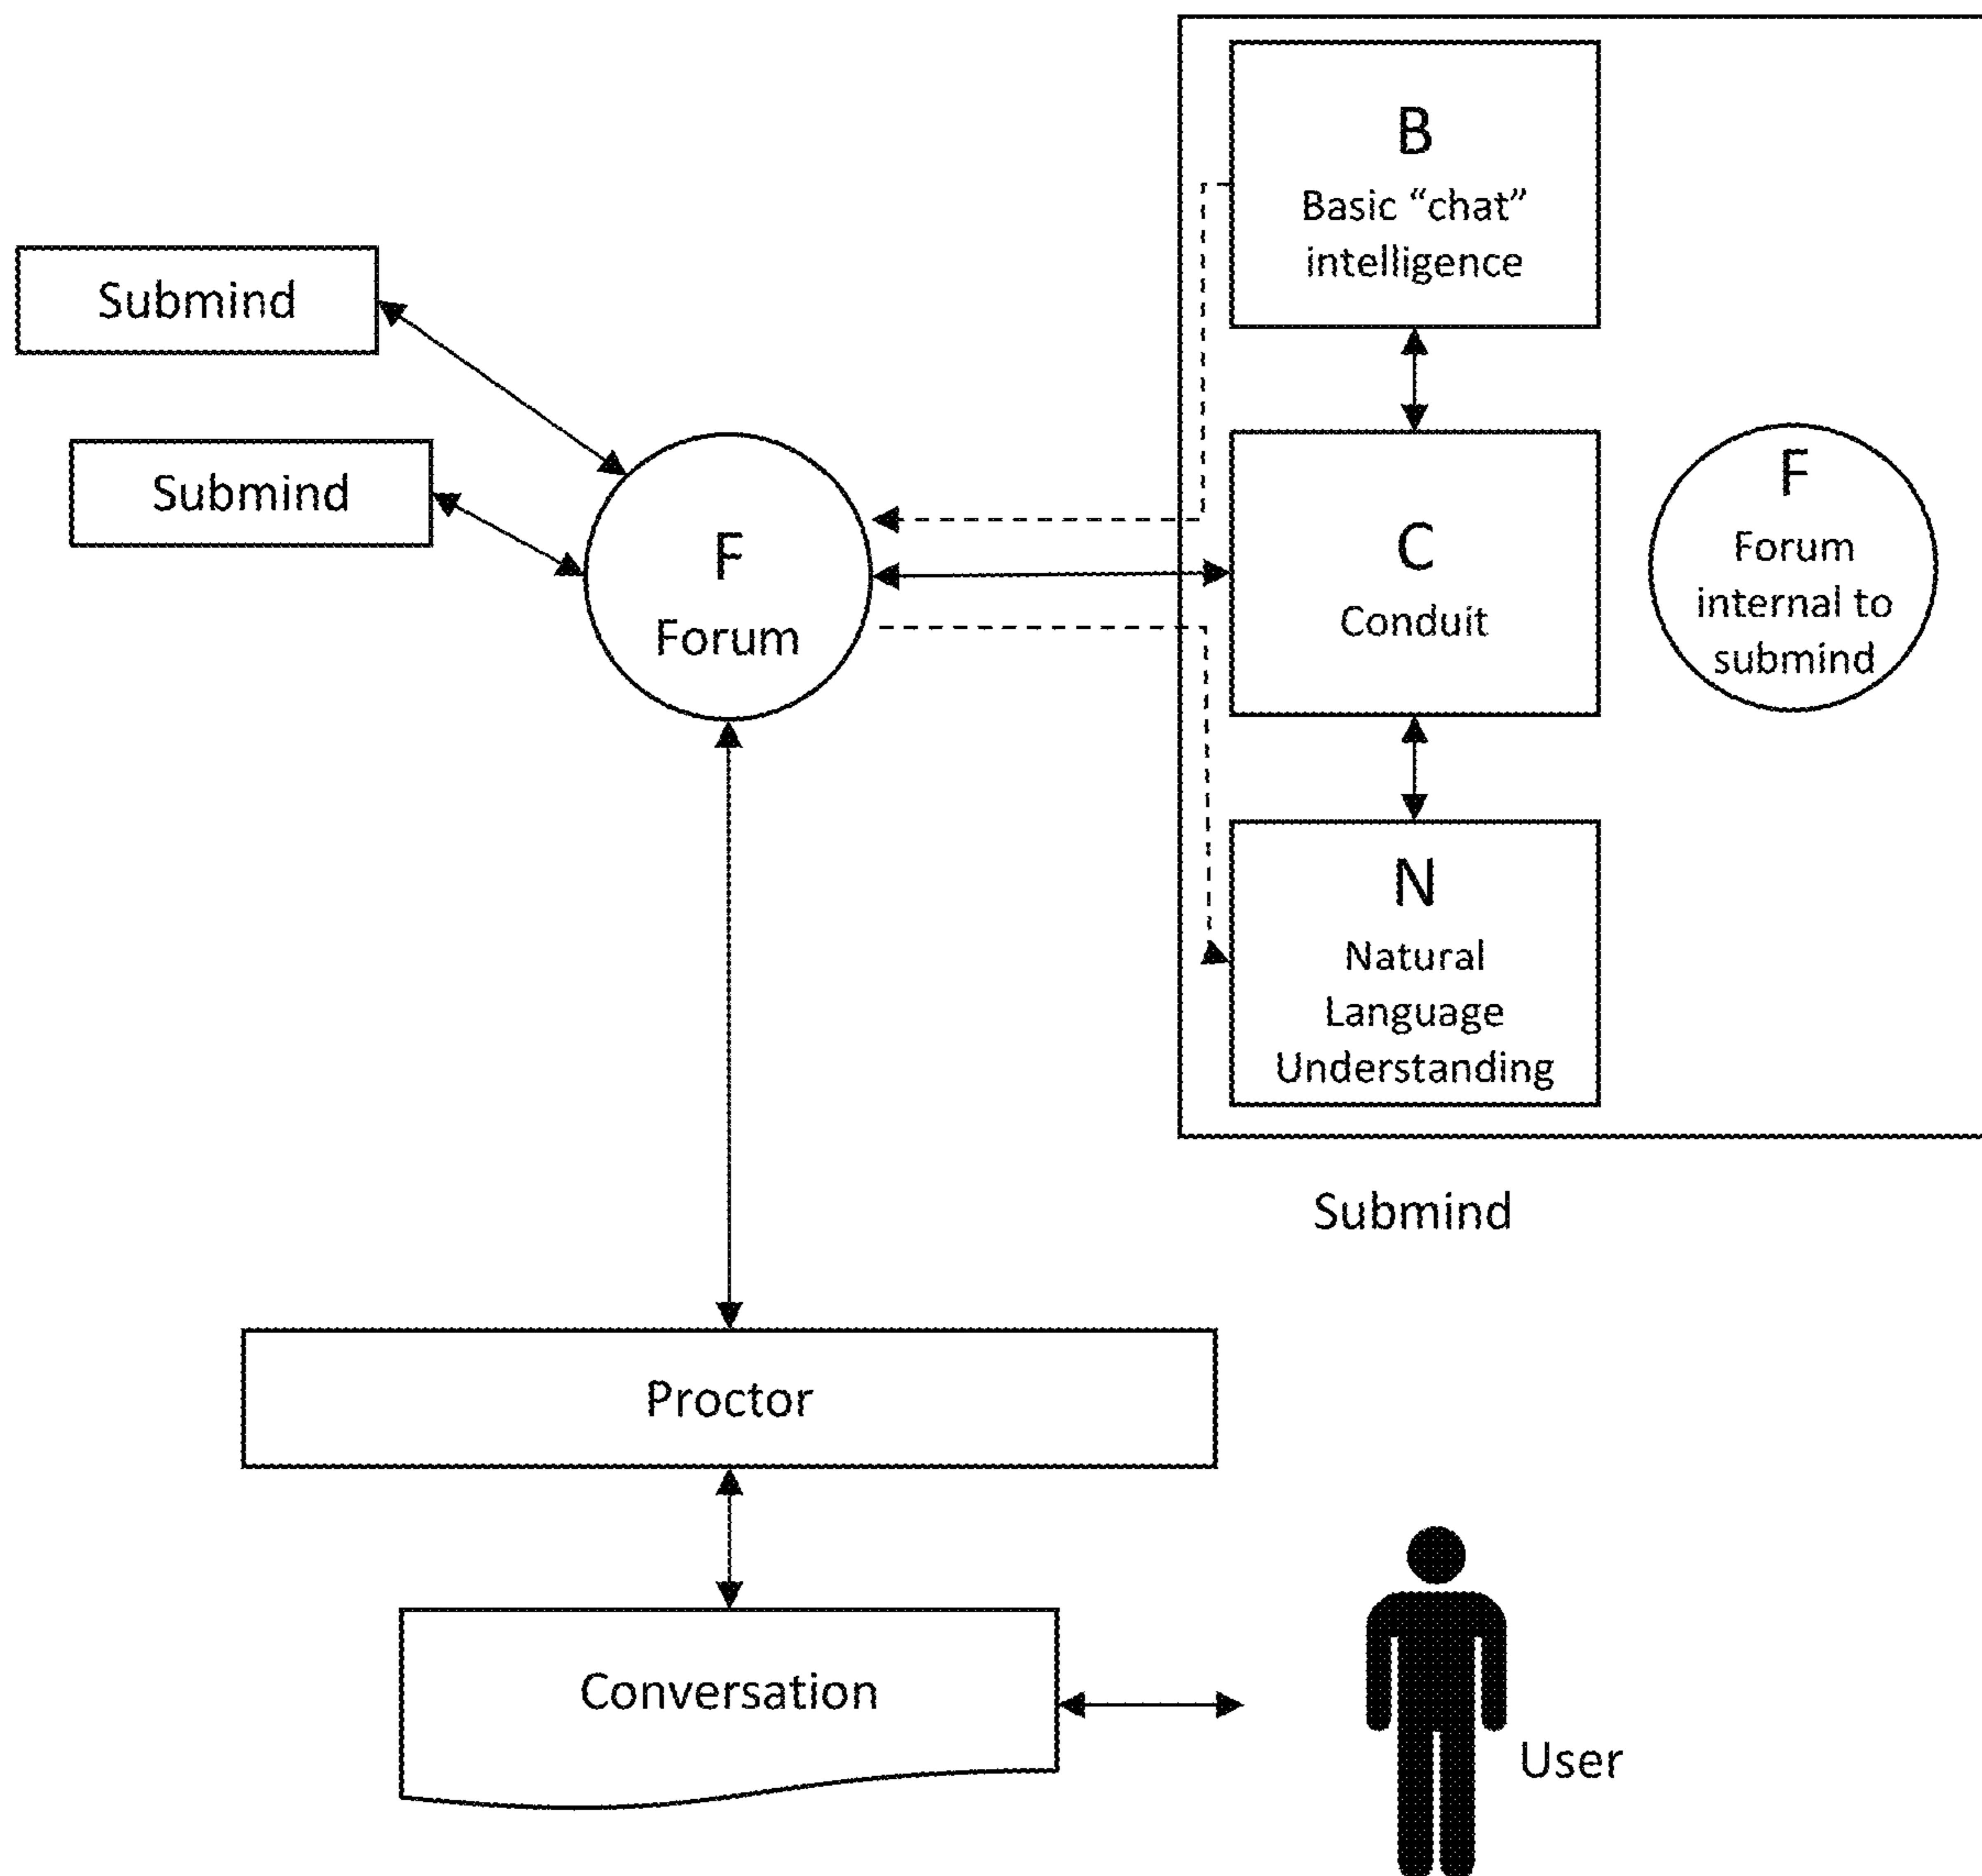 B
Basic “chat”
intelligence
Submind
Submind
F
Forum
C
Conduit
F
Forum
internal to
submind
N
Natural
Language
Understanding
Submind
Proctor
Conversation
User